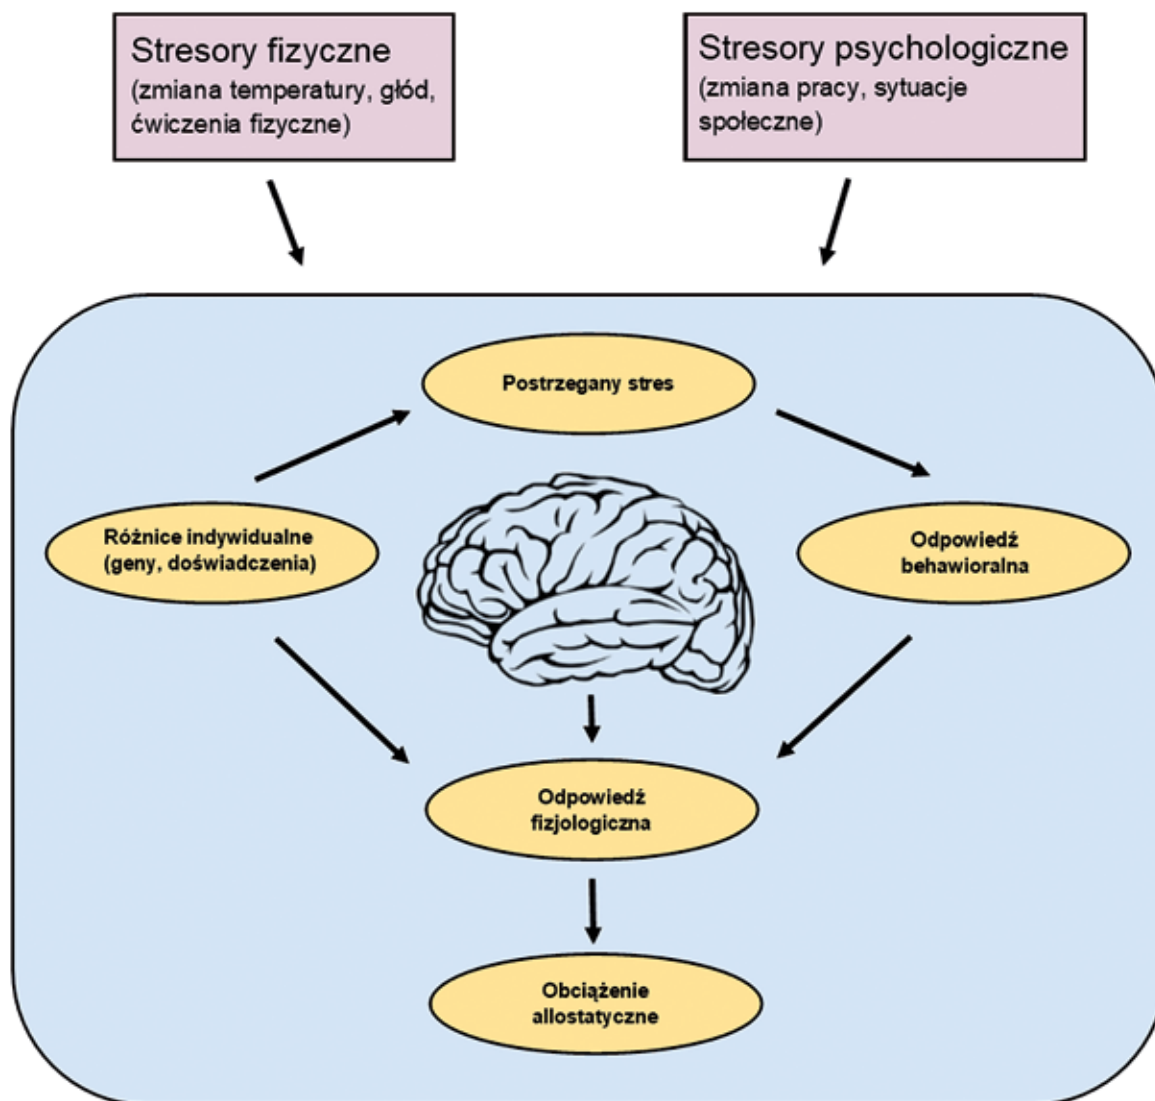 Stresory fizyczne
(zmiana temperatury, głód,
ćwiczenia fizyczne)
Stresory psychologiczne
(zmiana pracy, sytuacje
społeczne)
Postrzegany stres
Różnice indywidualne
(geny, doświadczenia)
Odpowiedź
behawioralna
Odpowiedź
fizjologiczna
Obciążenie
allostatyczne